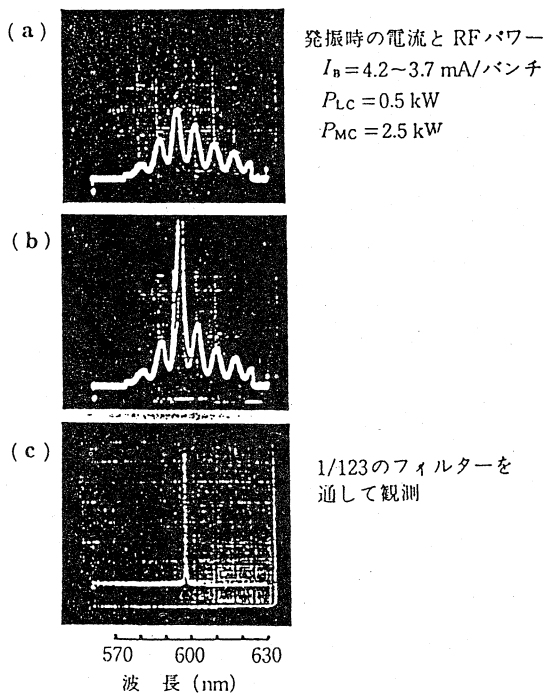 (a)
発振時の電流とRFパワー
I_B=4.2~3.7 mA/バンチ
P_LC=0.5 kW
P_MC=2.5 kW
(b)
(c)
1/123のフィルターを
通して観測
570 600 630
波 長 (nm)